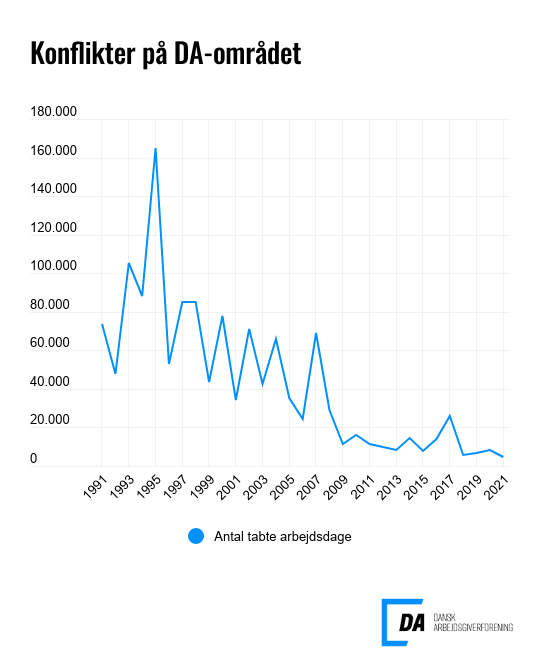 Konflikter på DA-området
180.000
160.000
140.000
120.000
100.000
80.000
60.000
40.000
20.000
0
1991 1993 1995 1997 1999 2001 2003 2005 2007 2009 2011 2013 2015 2017 2019 2021
Antal tabte arbejdsdage
DA
DANSK
ARBEJDSGIVERFORENING